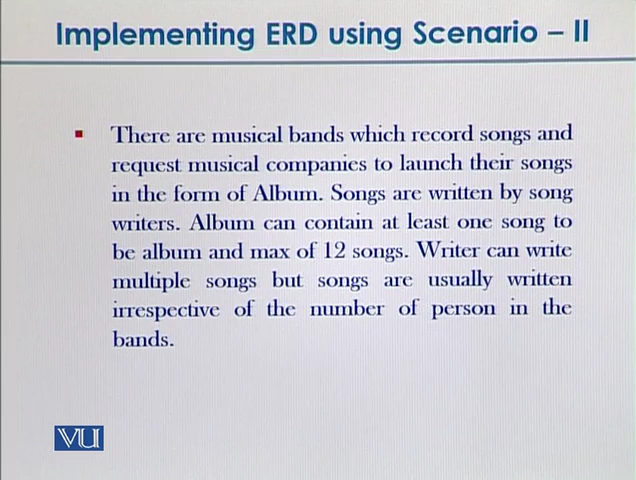 Implementing ERD using Scenario – II
There are musical bands which record songs and
request musical companies to launch their songs
in the form of Album. Songs are written by song
writers. Album can contain at least one song to
be album and max of 12 songs. Writer can write
multiple songs but songs are usually written
irrespective of the number of person in the
bands.
VU